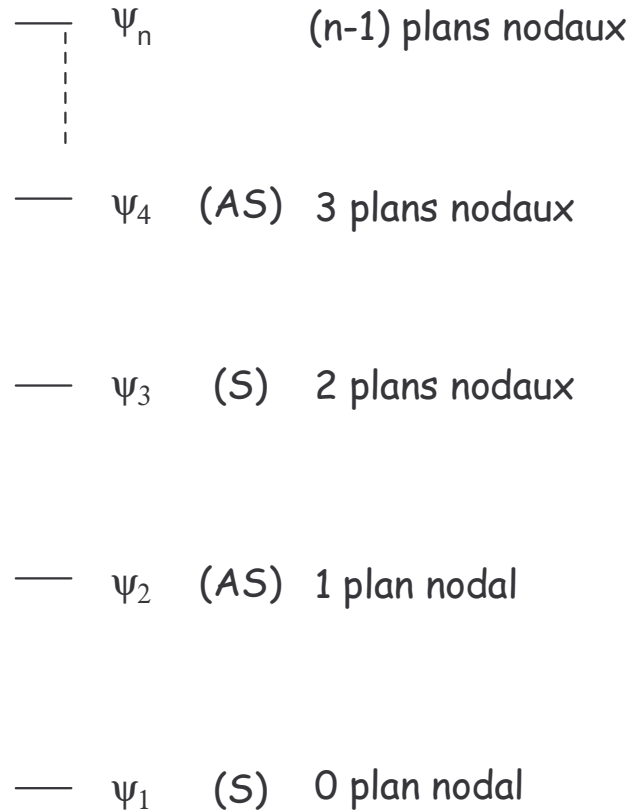 ψn (n-1) plans nodaux
ψ4 (AS) 3 plans nodaux
ψ3 (S) 2 plans nodaux
ψ2 (AS) 1 plan nodal
ψ1 (S) 0 plan nodal